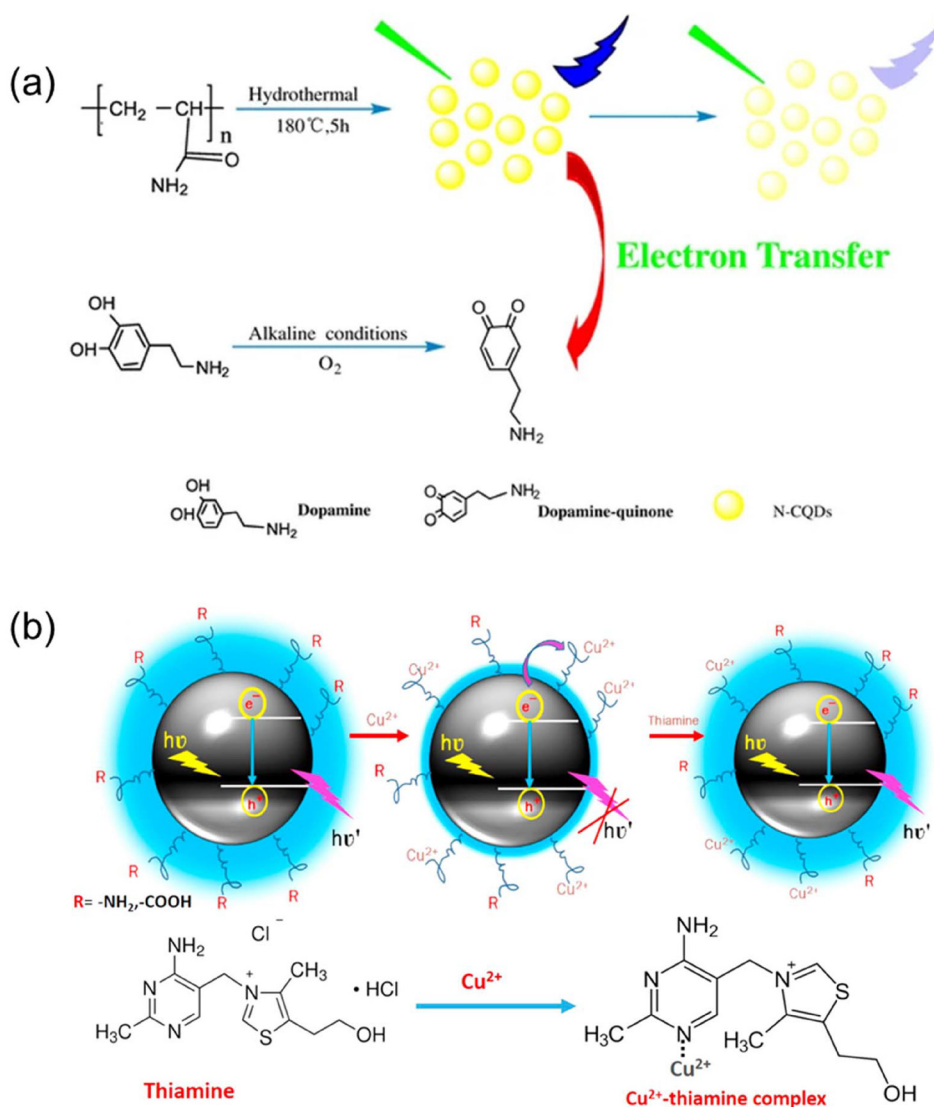 (a)
CH₂
CH
n
O
NH₂
Hydrothermal
180℃,5h
Electron Transfer
OH
OH
NH₂
Alkaline conditions
O₂
O
O
NH₂
OH
OH
NH₂
Dopamine
O
O
NH₂
Dopamine-quinone
N-CQDs
(b)
R
R
R
R
R
R
R
R
R
e⁻
hυ
h⁺
hυ'
Cu²⁺
R
Cu²⁺
Cu²⁺
Cu²⁺
R
R
Cu²⁺
Cu²⁺
e⁻
hυ
h⁺
hυ'
Thiamine
R
R
R
Cu²⁺
R
R
R
Cu²⁺
Cu²⁺
e⁻
hυ
h⁺
hυ'
R= -NH₂,-COOH
Cl⁻
NH₂
N
N
H₃C
N⁺
CH₃
S
OH
• HCl
Thiamine
Cu²⁺
NH₂
N
N
H₃C
Cu²⁺
N⁺
S
H₃C
OH
Cu²⁺-thiamine complex